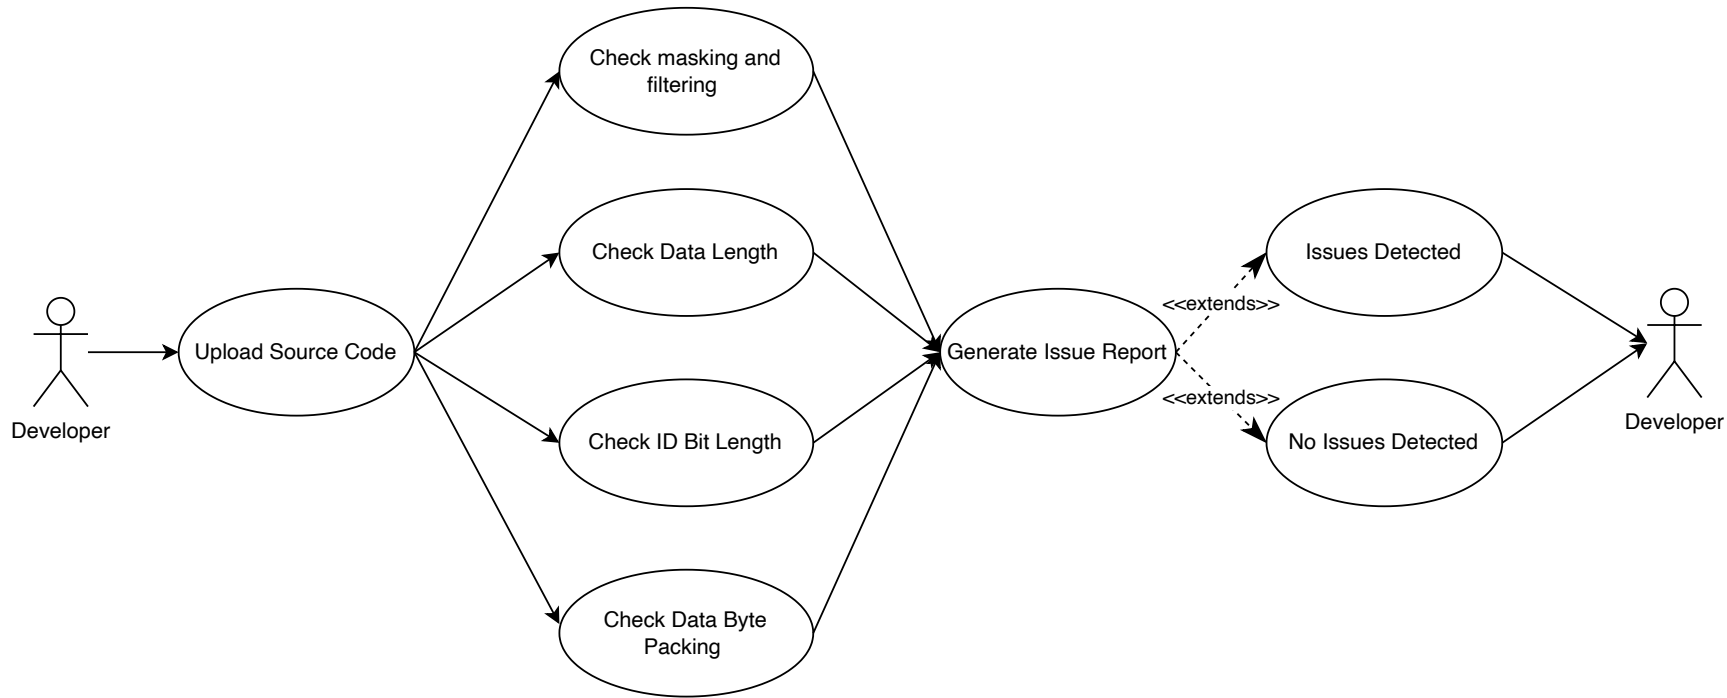 Developer
Upload Source Code
Check masking and
filtering
Check Data Length
Check ID Bit Length
Check Data Byte
Packing
Generate Issue Report
<<extends>>
<<extends>>
Issues Detected
No Issues Detected
Developer